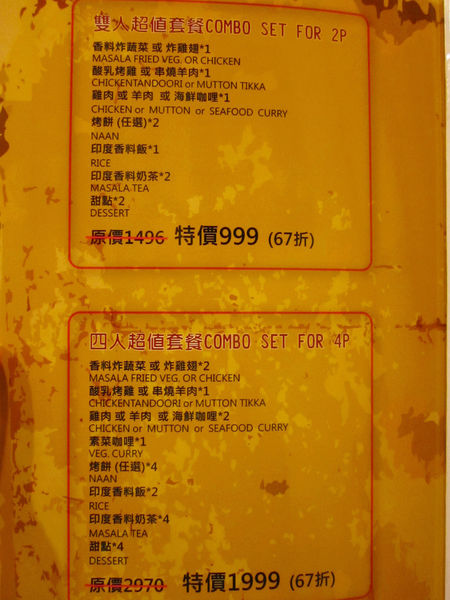 雙人超值套餐COMBO SET FOR 2P
香料炸蔬菜 或 炸雞翅*1
MASALA FRIED VEG. OR CHICKEN
酸乳烤雞 或 串燒羊肉*1
CHICKENTANDOORI or MUTTON TIKKA
雞肉 或 羊肉 或 海鮮咖哩*1
CHICKEN or MUTTON or SEAFOOD CURRY
烤餅 (任選)*2
NAAN
印度香料飯*1
RICE
印度香料奶茶*2
MASALA TEA
甜點*2
DESSERT
原價1496 特價999 (67折)
四人超值套餐COMBO SET FOR 4P
香料炸蔬菜 或 炸雞翅*2
MASALA FRIED VEG. OR CHICKEN
酸乳烤雞 或 串燒羊肉*1
CHICKENTANDOORI or MUTTON TIKKA
雞肉 或 羊肉 或 海鮮咖哩*2
CHICKEN or MUTTON or SEAFOOD CURRY
素菜咖哩*1
VEG. CURRY
烤餅 (任選)*4
NAAN
印度香料飯*2
RICE
印度香料奶茶*4
MASALA TEA
甜點*4
DESSERT
原價2970 特價1999 (67折)